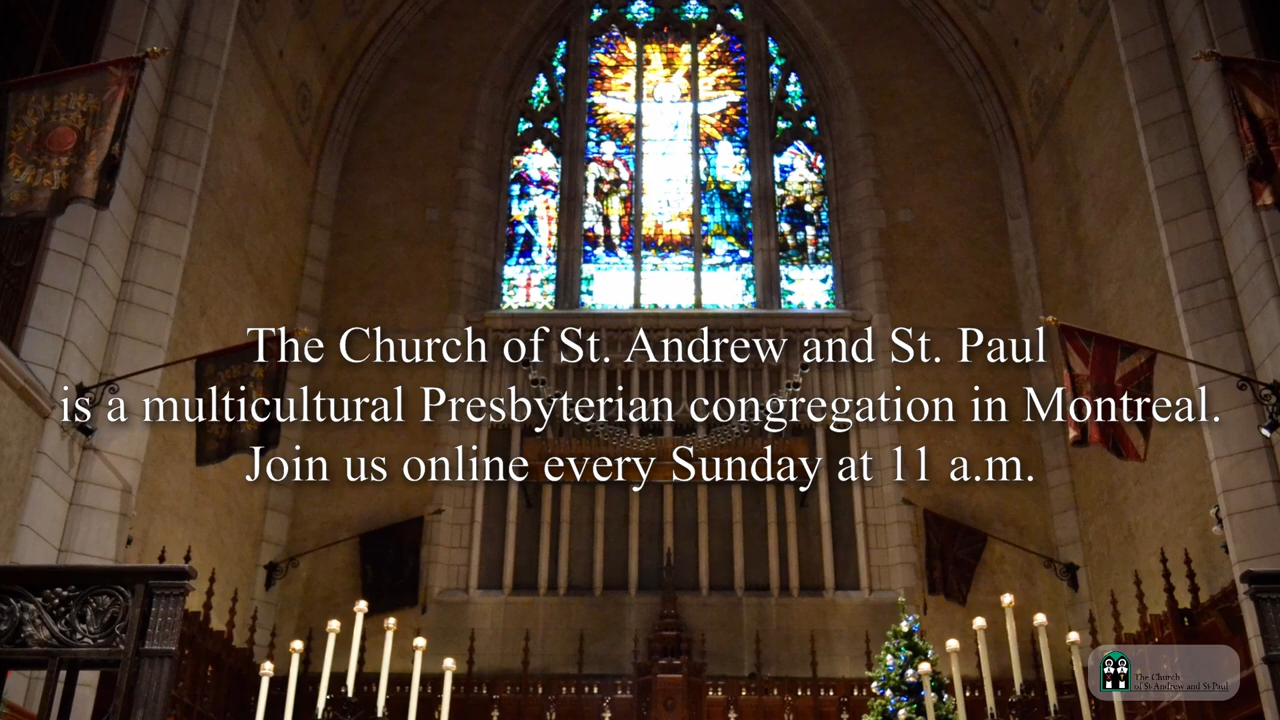 The Church of St. Andrew and St. Paul
is a multicultural Presbyterian congregation in Montreal.
Join us online every Sunday at 11 a.m.
The Church
of St Andrew and St Paul